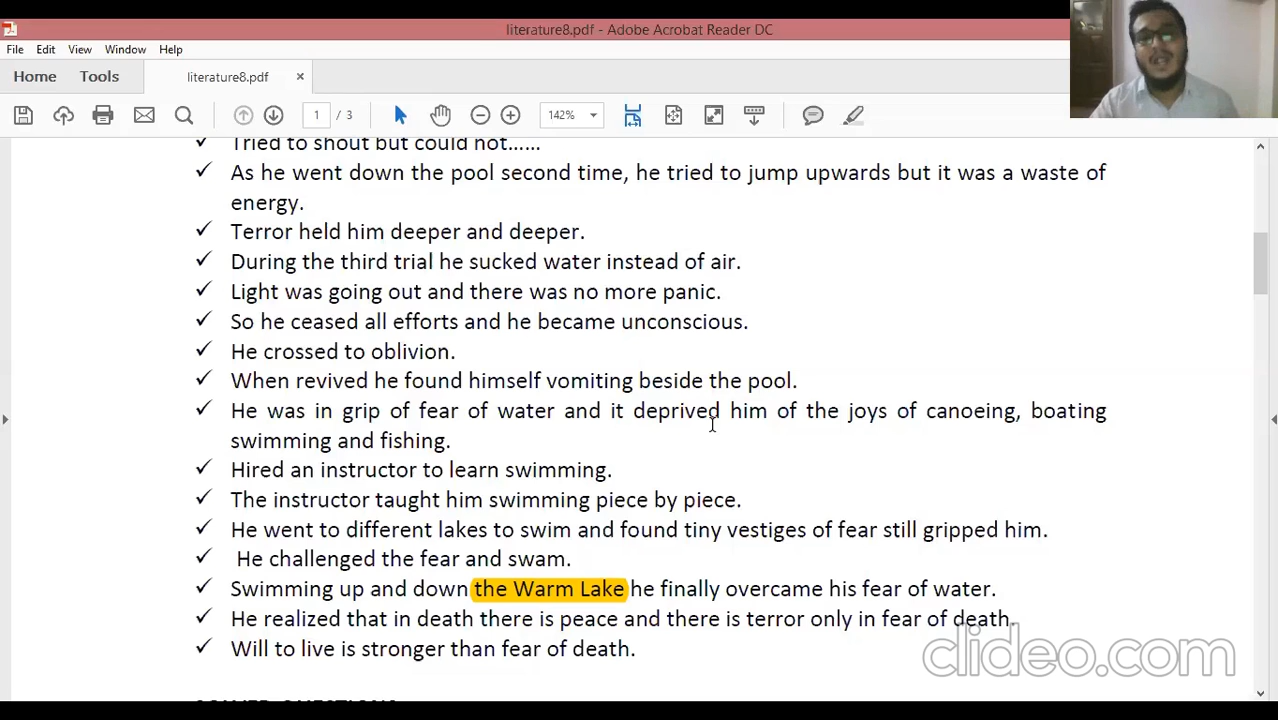 literature8.pdf - Adobe Acrobat Reader DC
File Edit View Window Help
Home Tools literature8.pdf ×
1 / 3 142%
Tried to shout but could not……
✓ As he went down the pool second time, he tried to jump upwards but it was a waste of
energy.
✓ Terror held him deeper and deeper.
✓ During the third trial he sucked water instead of air.
✓ Light was going out and there was no more panic.
✓ So he ceased all efforts and he became unconscious.
✓ He crossed to oblivion.
✓ When revived he found himself vomiting beside the pool.
✓ He was in grip of fear of water and it deprived him of the joys of canoeing, boating
swimming and fishing.
✓ Hired an instructor to learn swimming.
✓ The instructor taught him swimming piece by piece.
✓ He went to different lakes to swim and found tiny vestiges of fear still gripped him.
✓ He challenged the fear and swam.
✓ Swimming up and down the Warm Lake he finally overcame his fear of water.
✓ He realized that in death there is peace and there is terror only in fear of death.
✓ Will to live is stronger than fear of death.
clideo.com